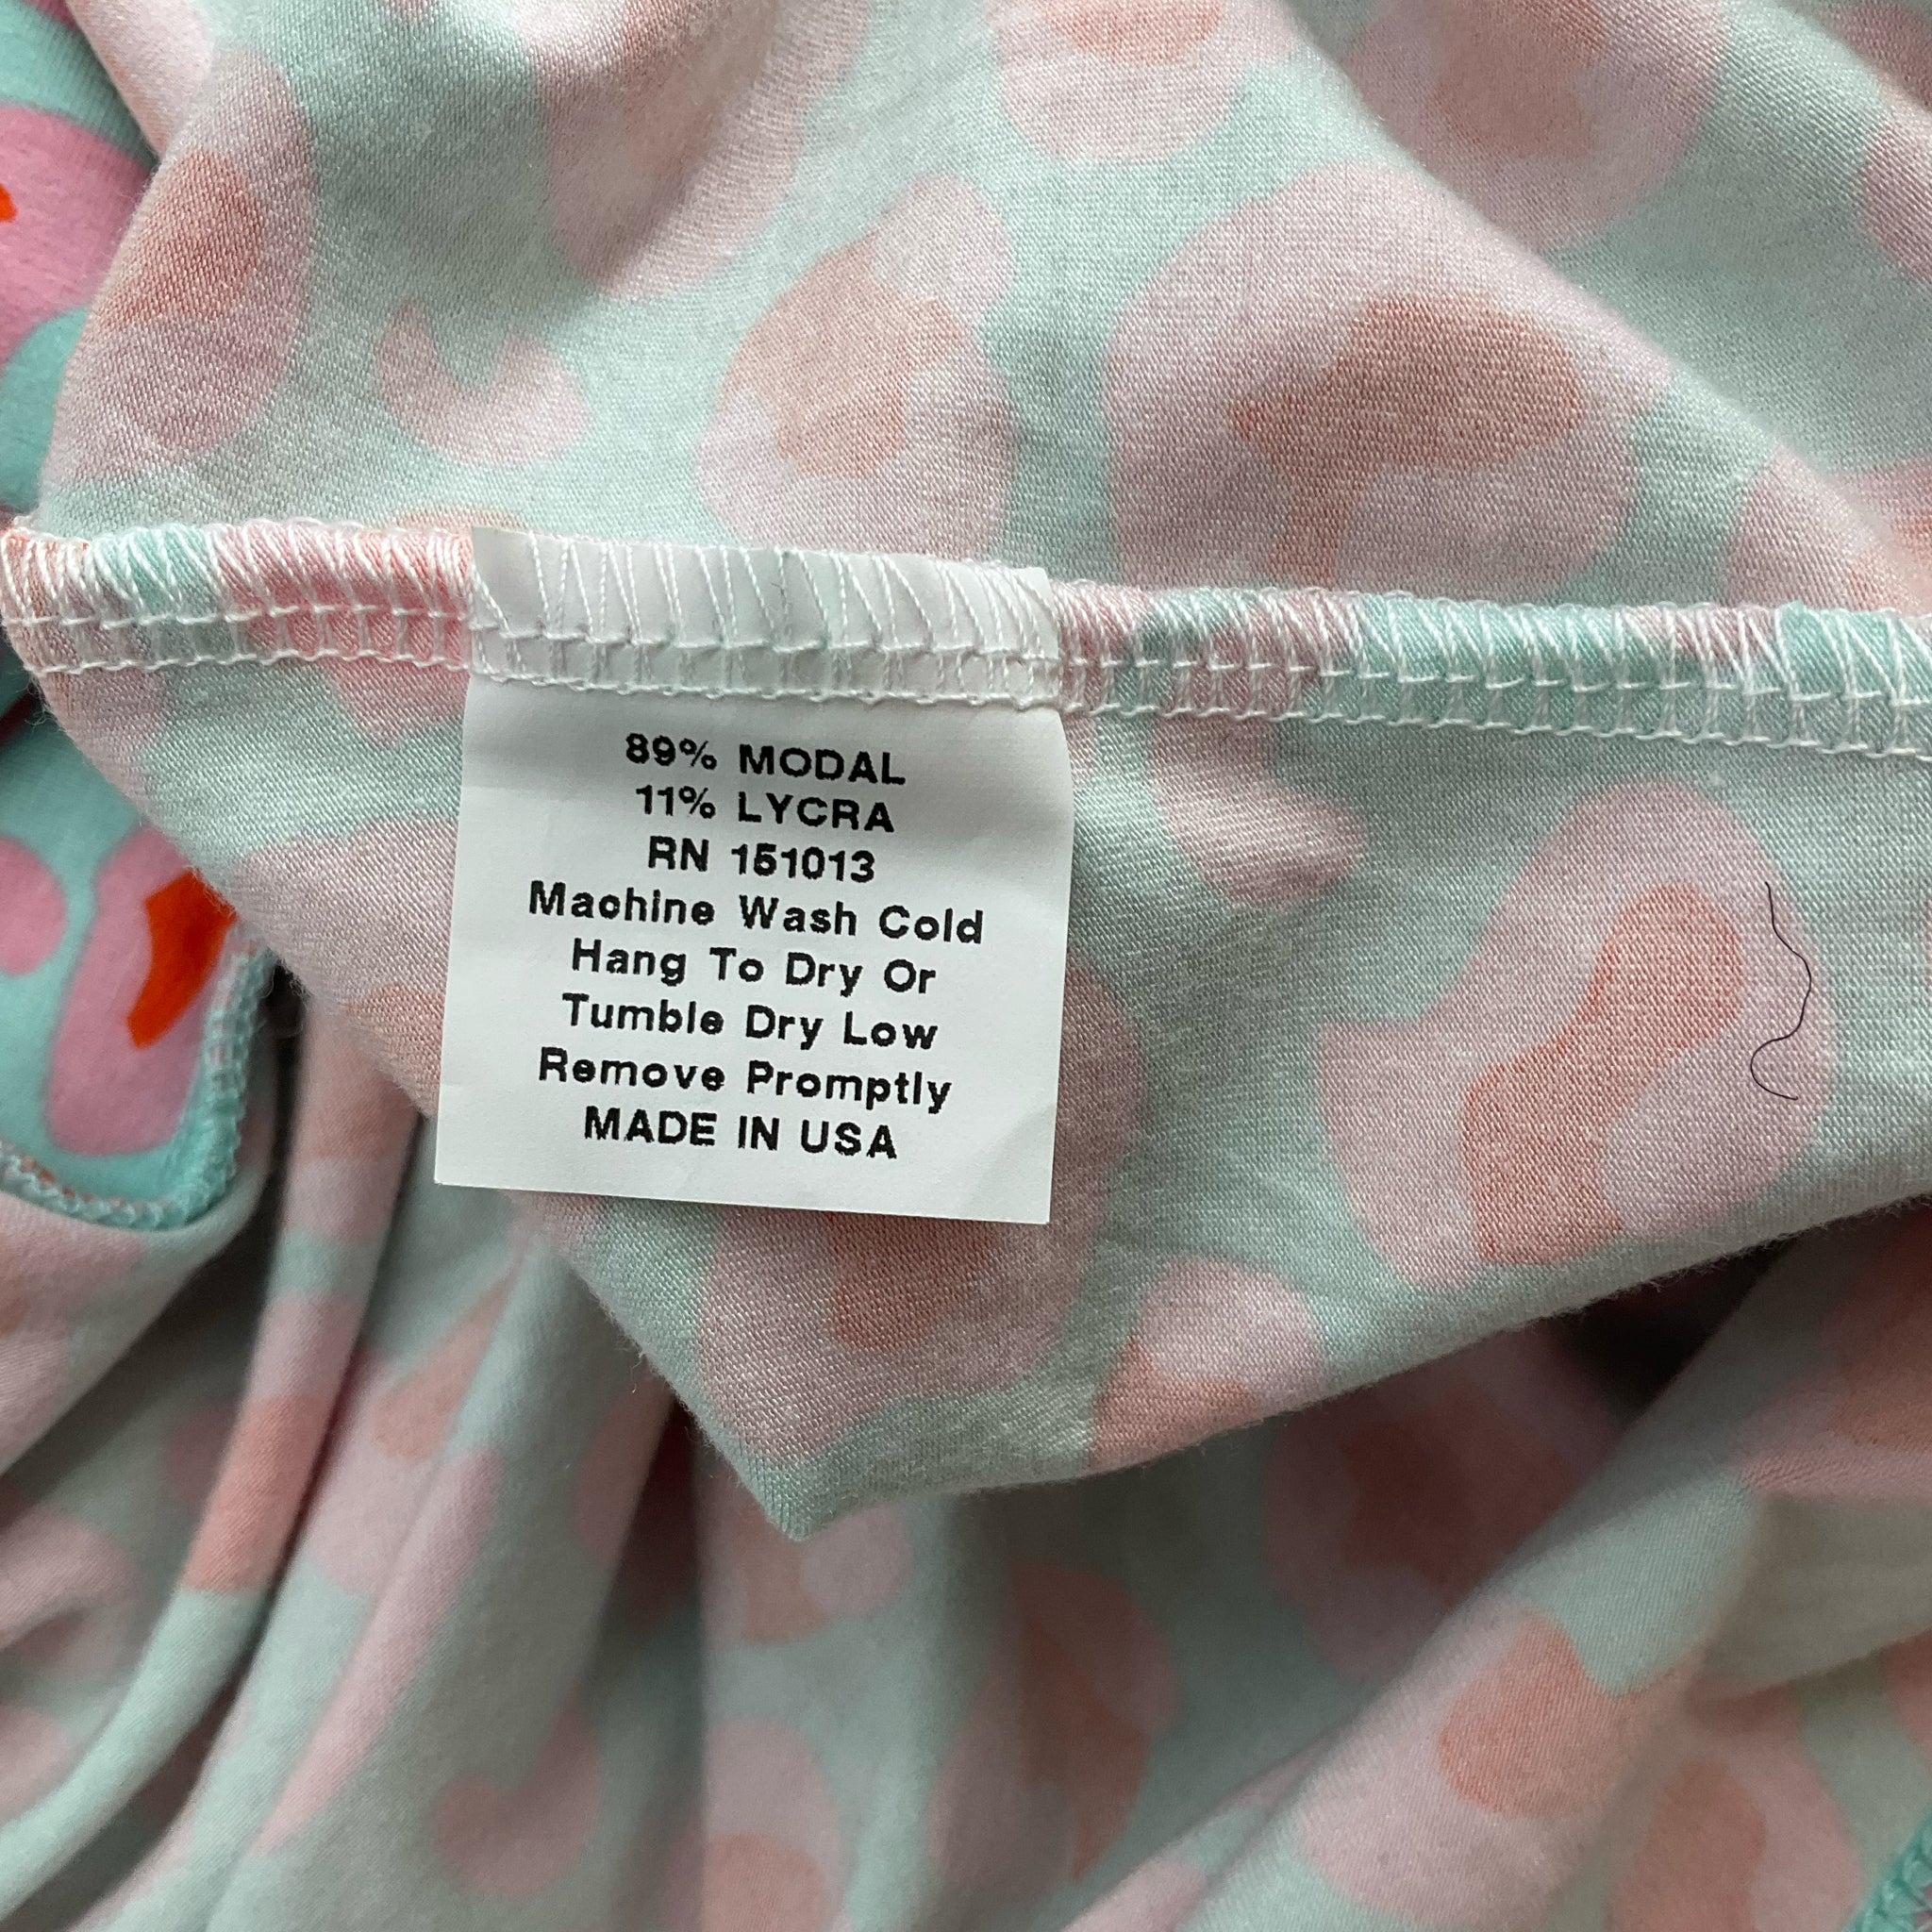 89% MODAL
11% LYCRA
RN 151013
Machine Wash Cold
Hang To Dry Or
Tumble Dry Low
Remove Promptly
MADE IN USA